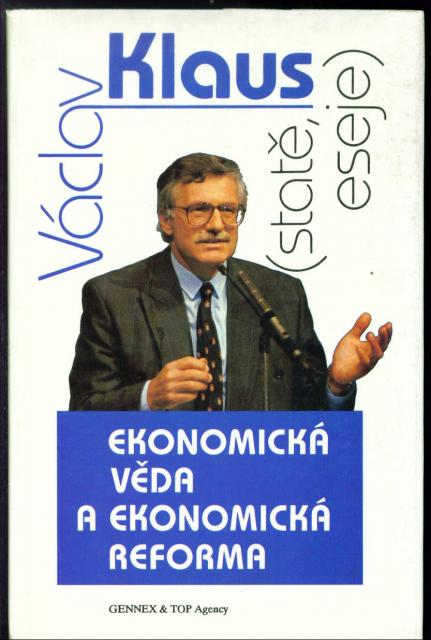 Václav
Klaus
(statě,
eseje)
EKONOMICKÁ
VĚDA
A EKONOMICKÁ
REFORMA
GENNEX & TOP Agency